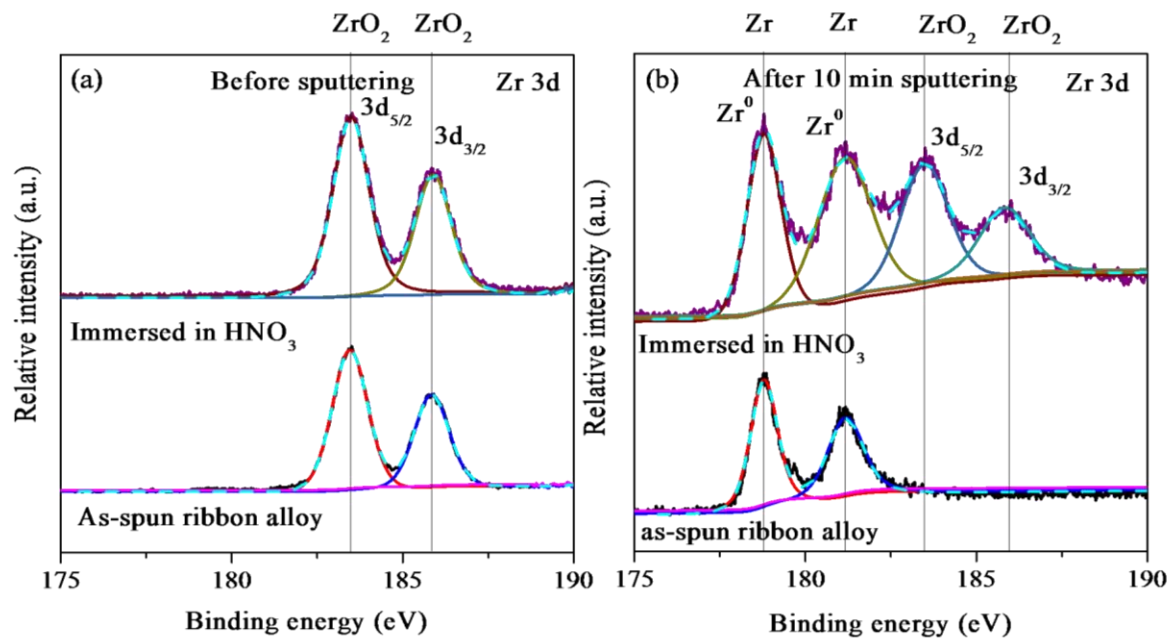 ZrO₂ ZrO₂
(a) Before sputtering Zr 3d
3d₅/₂
3d₃/₂
Immersed in HNO₃
As-spun ribbon alloy
Relative intensity (a.u.)
175 180 185 190
Binding energy (eV)
Zr Zr ZrO₂ ZrO₂
(b) After 10 min sputtering Zr 3d
Zr⁰ Zr⁰ 3d₅/₂
3d₃/₂
Immersed in HNO₃
as-spun ribbon alloy
Relative intensity (a.u.)
175 180 185 190
Binding energy (eV)